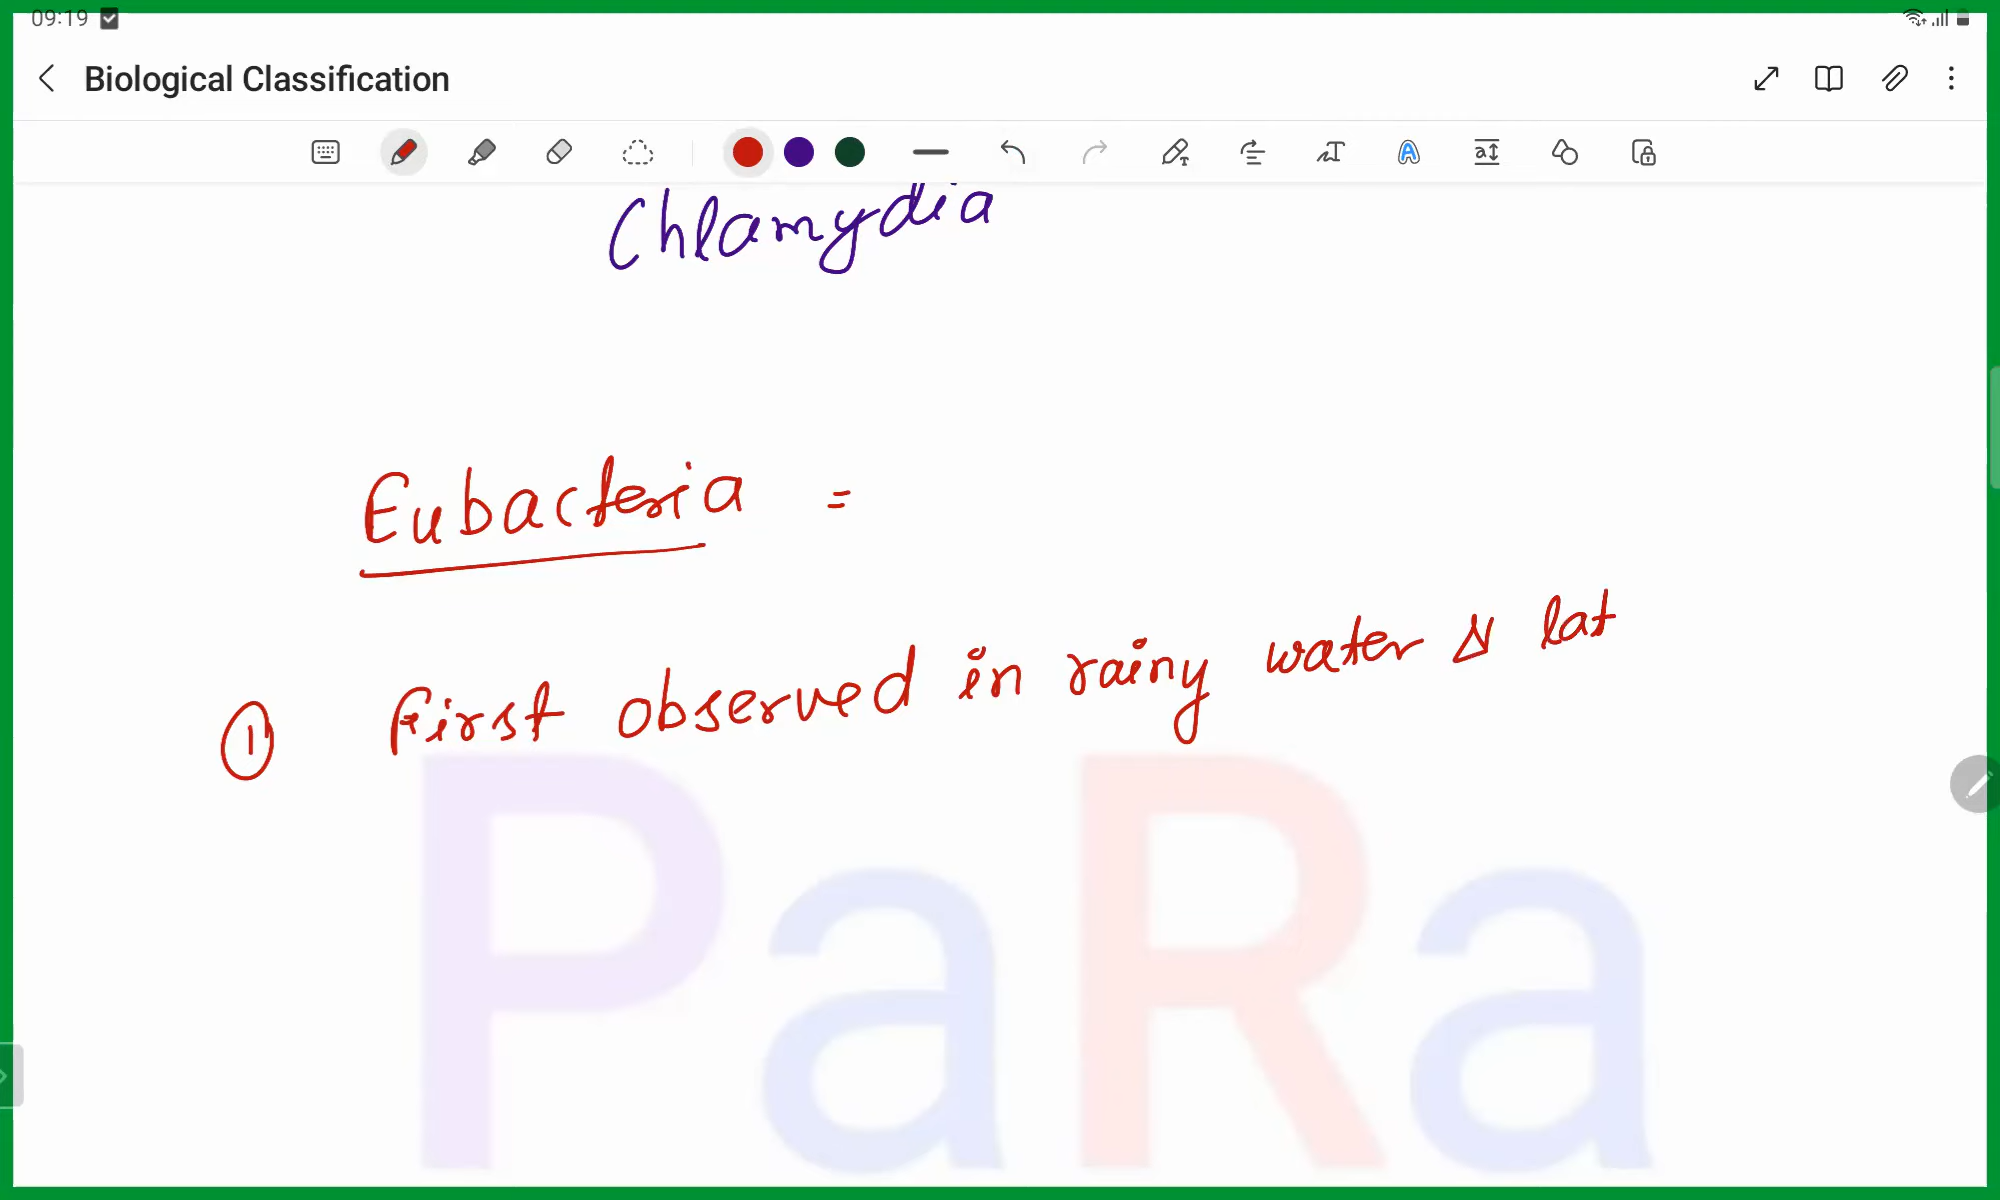 09:19
Biological Classification
Chlamydia
Eubacteria =
① First observed in rainy water & lat
PaRa